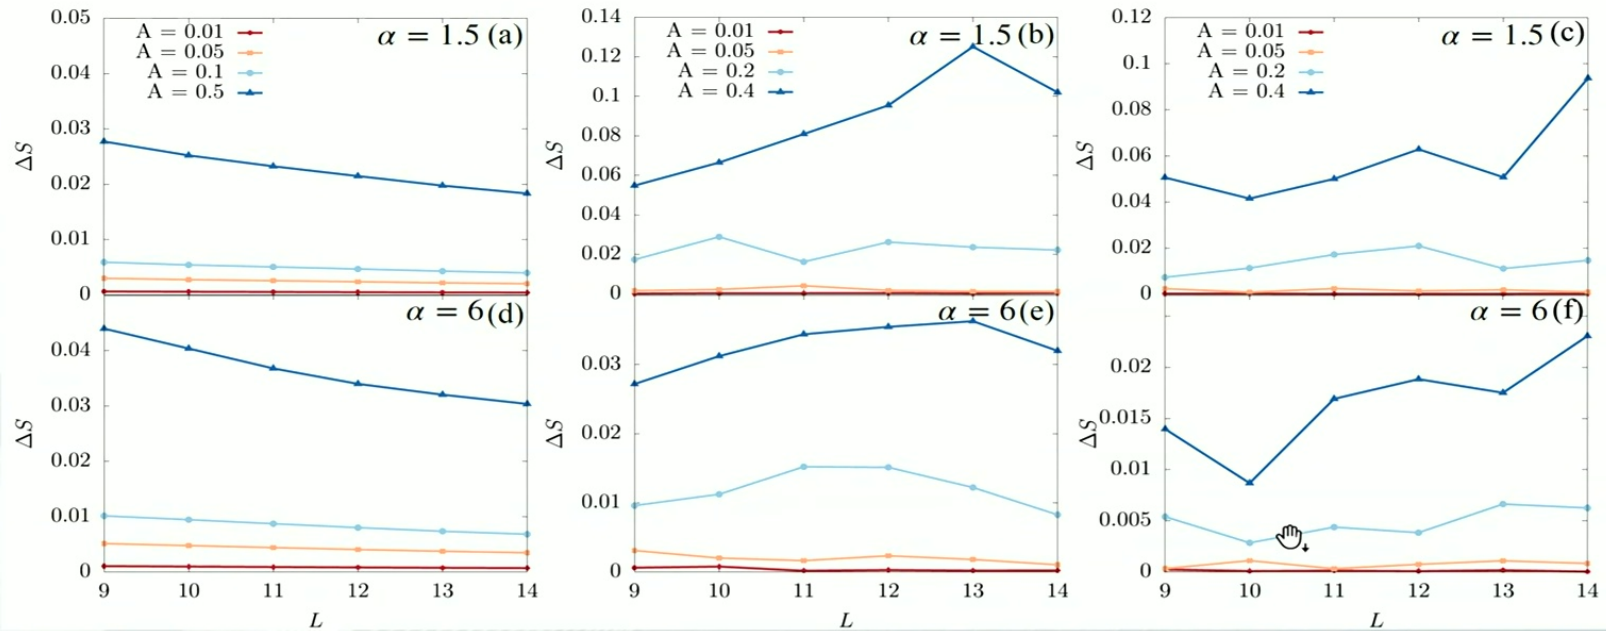 0.05
0.04
0.03
0.02
0.01
0
ΔS
A = 0.01
A = 0.05
A = 0.1
A = 0.5
α = 1.5 (a)
0.14
0.12
0.1
0.08
0.06
0.04
0.02
0
ΔS
A = 0.01
A = 0.05
A = 0.2
A = 0.4
α = 1.5 (b)
0.12
0.1
0.08
0.06
0.04
0.02
0
ΔS
A = 0.01
A = 0.05
A = 0.2
A = 0.4
α = 1.5 (c)
α = 6 (d)
0.04
0.03
0.02
0.01
0
ΔS
9 10 11 12 13 14
L
α = 6 (e)
0.03
0.02
0.01
0
ΔS
9 10 11 12 13 14
L
α = 6 (f)
0.02
0.015
0.01
0.005
0
ΔS
9 10 11 12 13 14
L